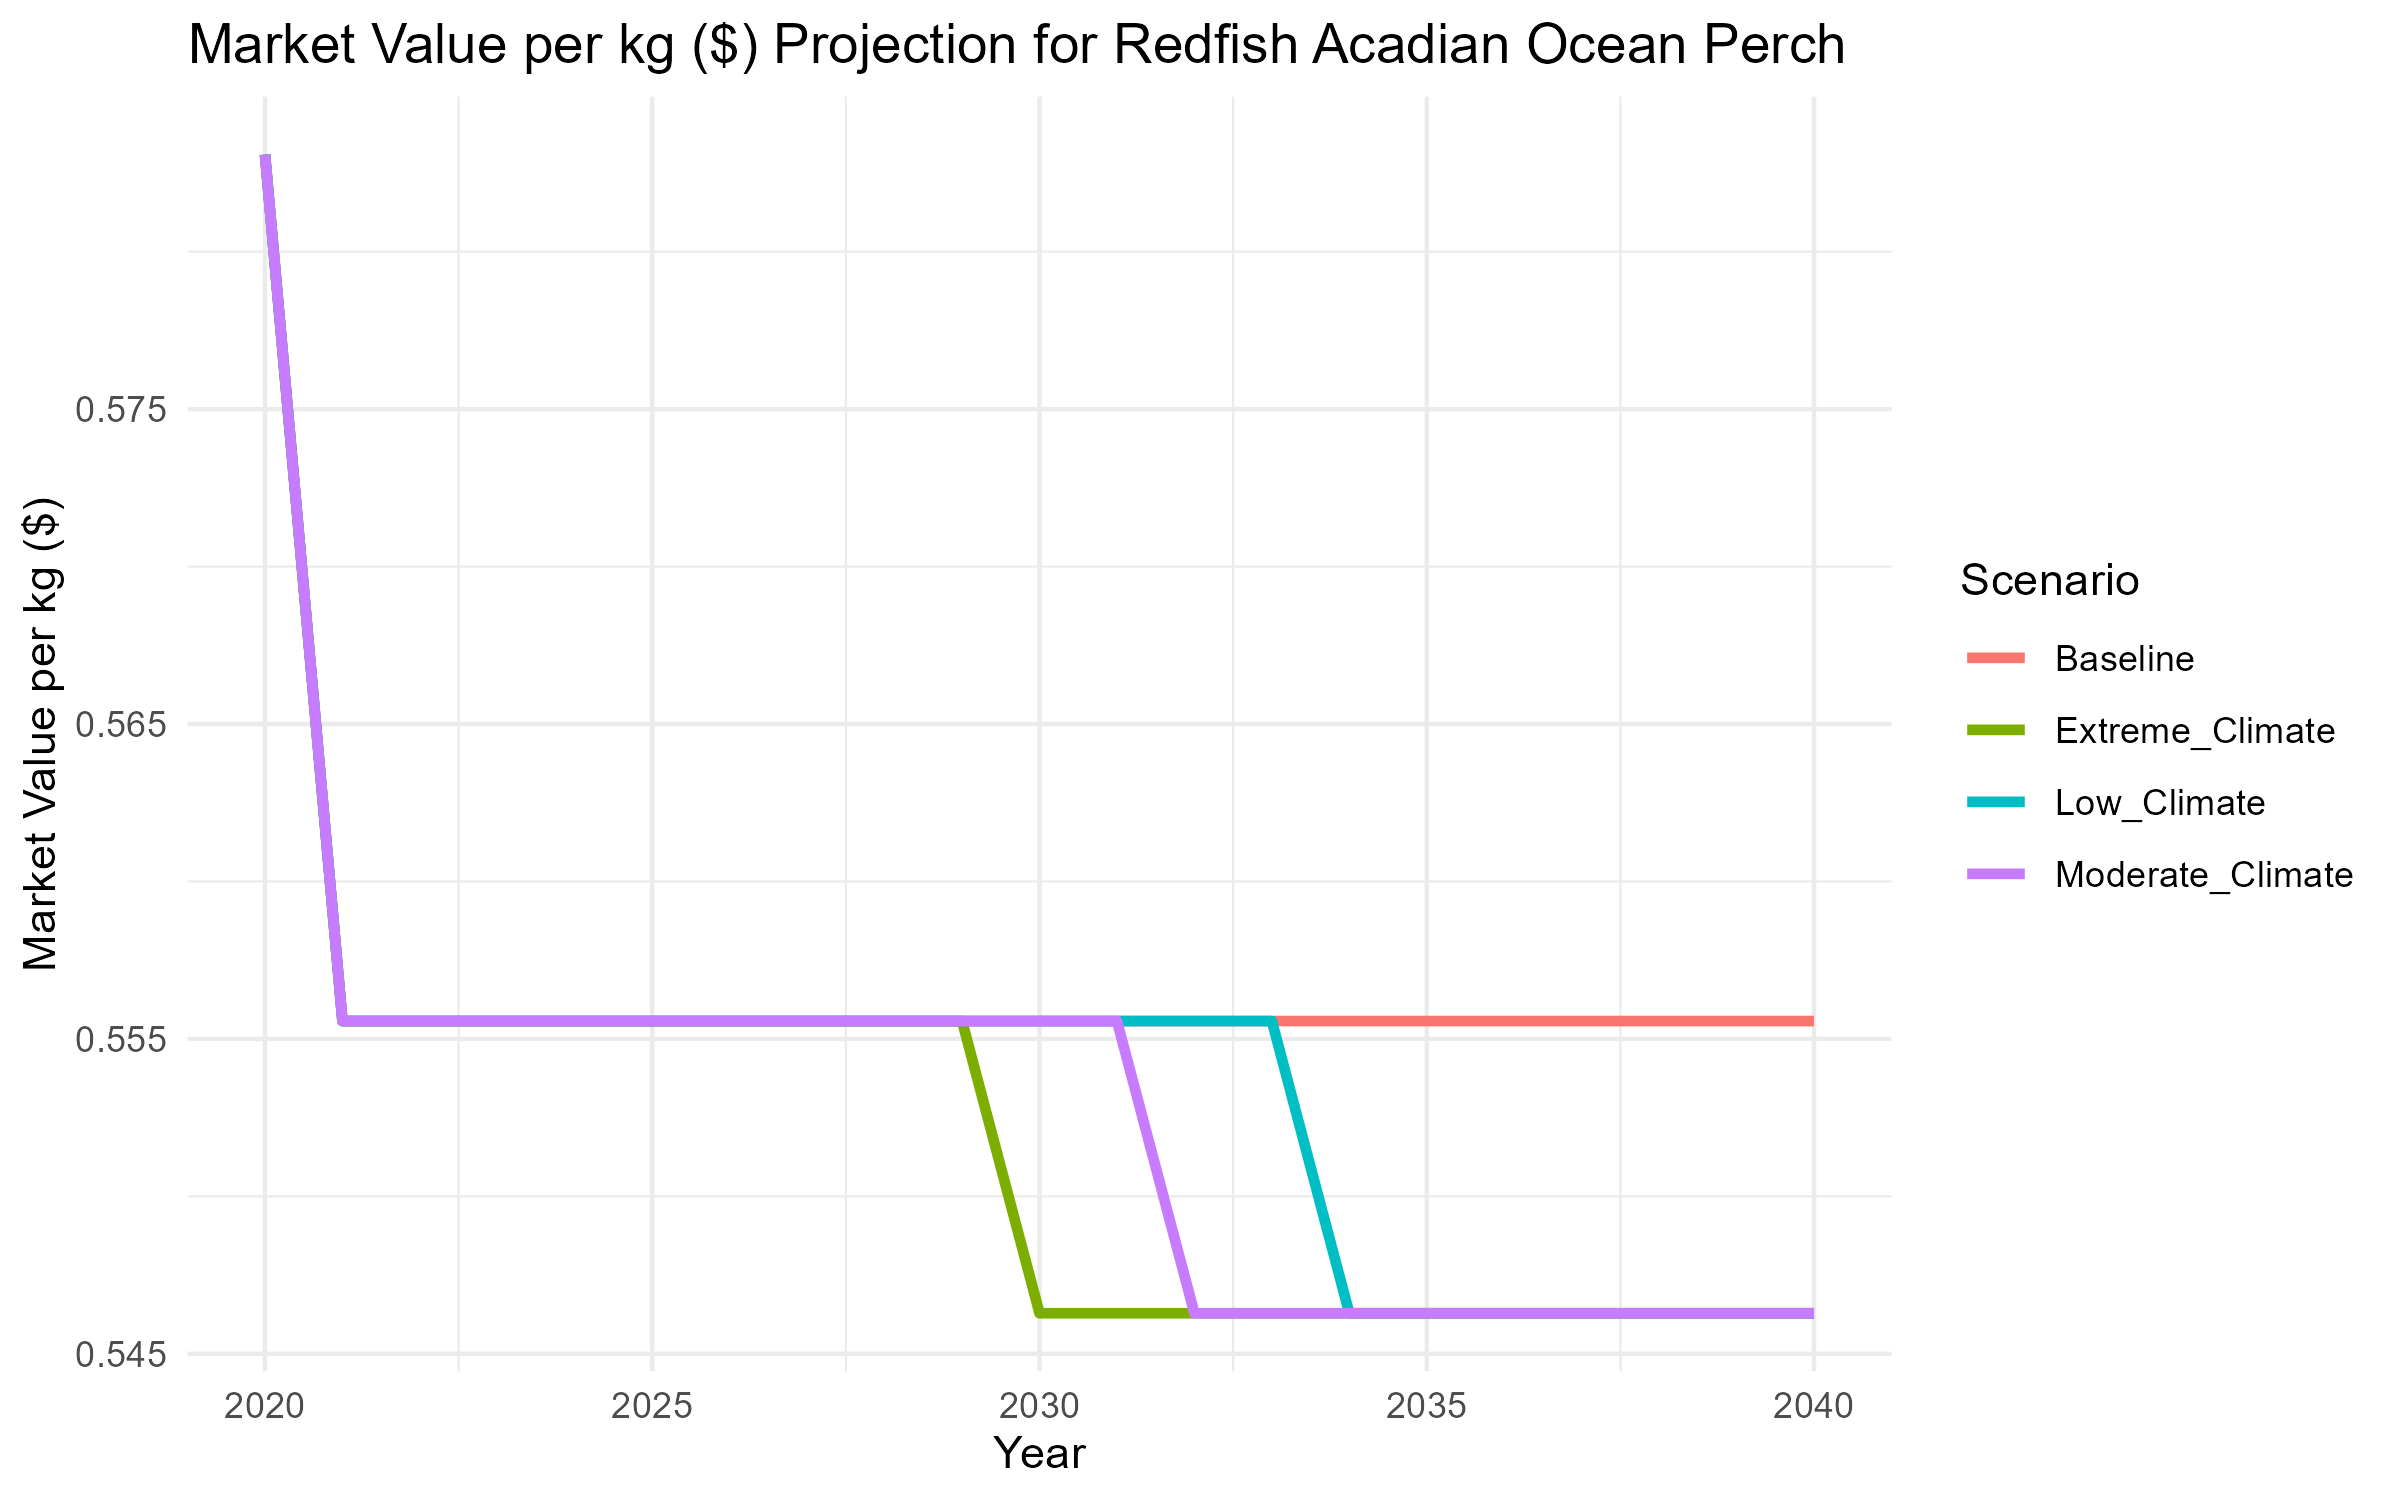 Market Value per kg ($) Projection for Redfish Acadian Ocean Perch
Market Value per kg ($)
0.575
0.565
0.555
0.545
2020 2025 2030 2035 2040
Year
Scenario
Baseline
Extreme_Climate
Low_Climate
Moderate_Climate